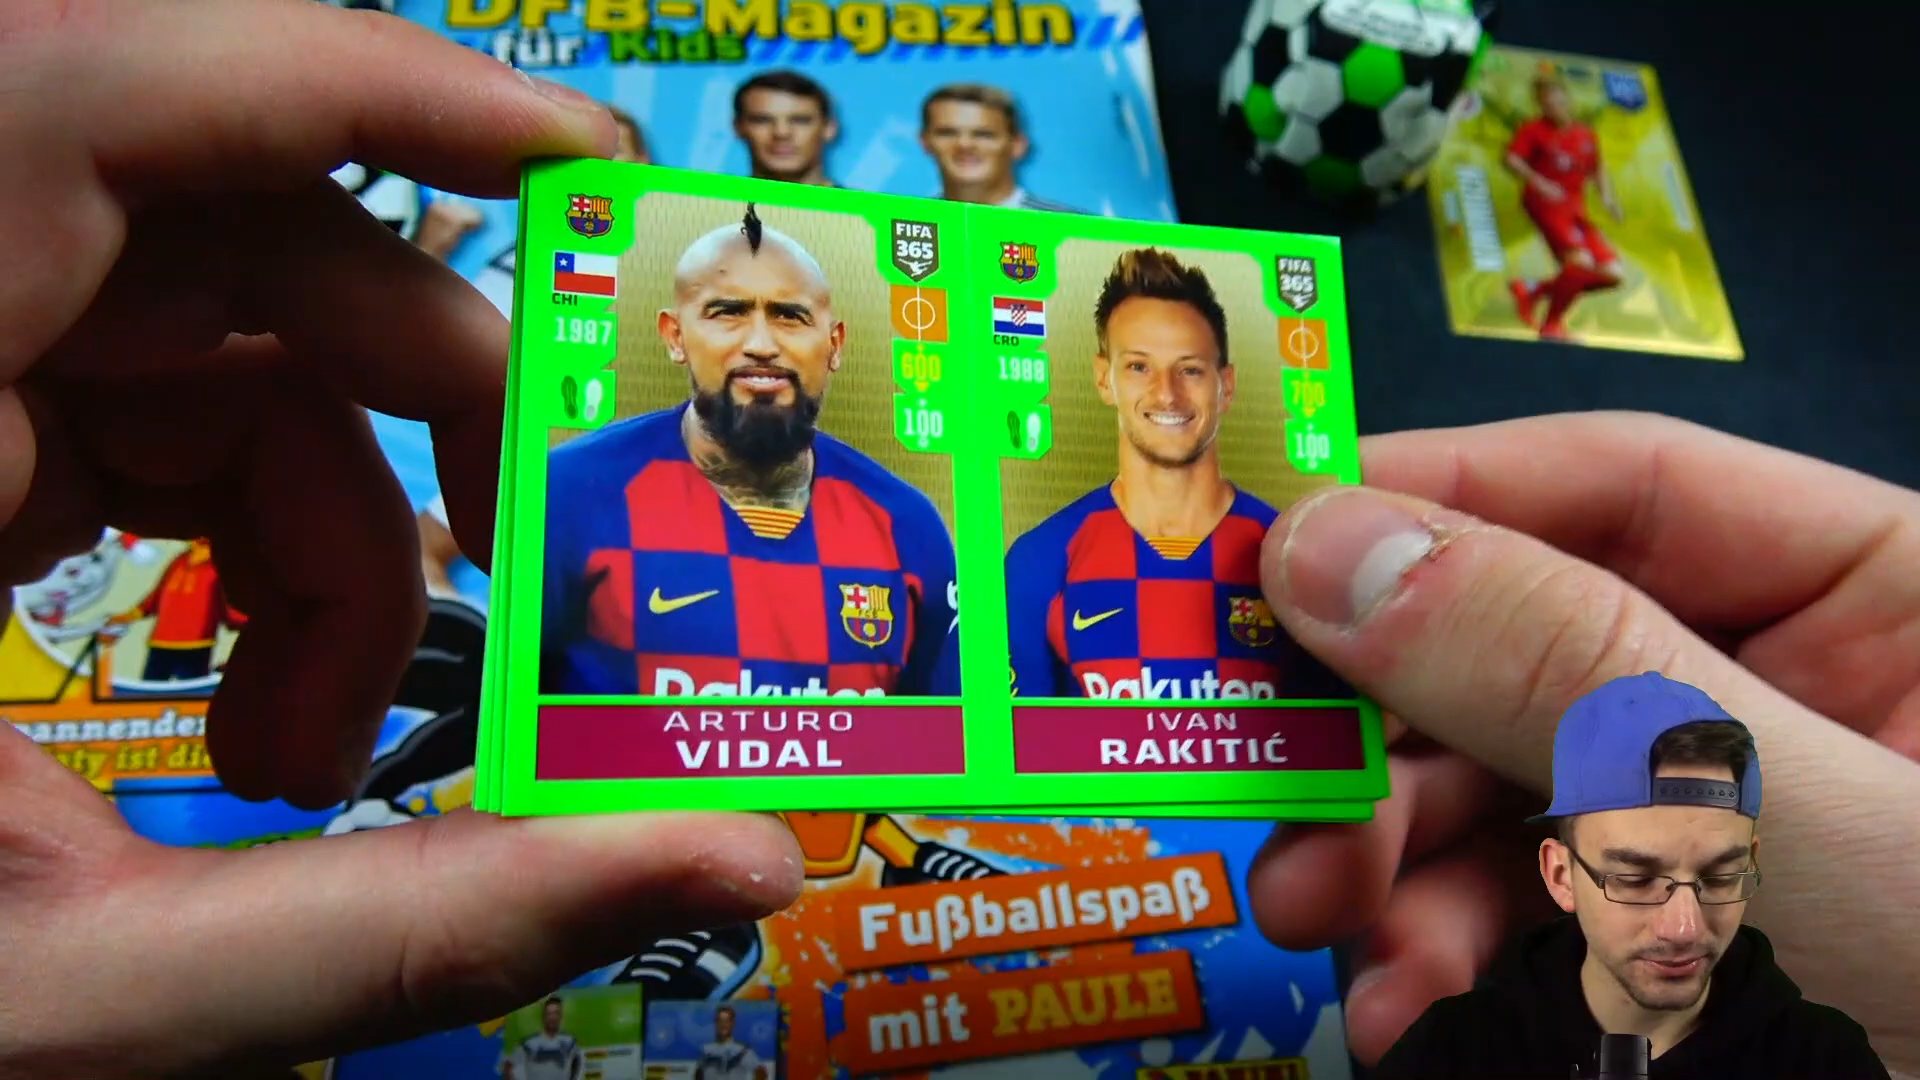 DFB-Magazin
für Kids
FIFA
365
CHI
1987
600
100
Rakuten
ARTURO
VIDAL
FIFA
365
CRO
1988
700
100
Rakuten
IVAN
RAKITIĆ
Fußballspaß
mit PAULE